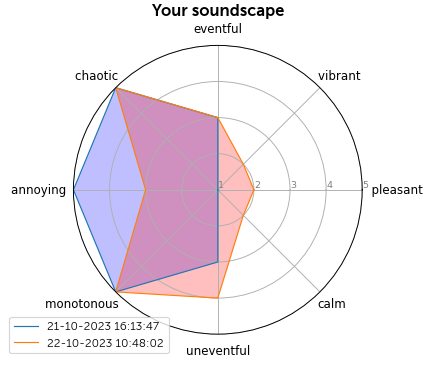 Your soundscape
eventful
chaotic
vibrant
annoying
1
2
3
4
5
pleasant
monotonous
calm
21-10-2023 16:13:47
22-10-2023 10:48:02
uneventful